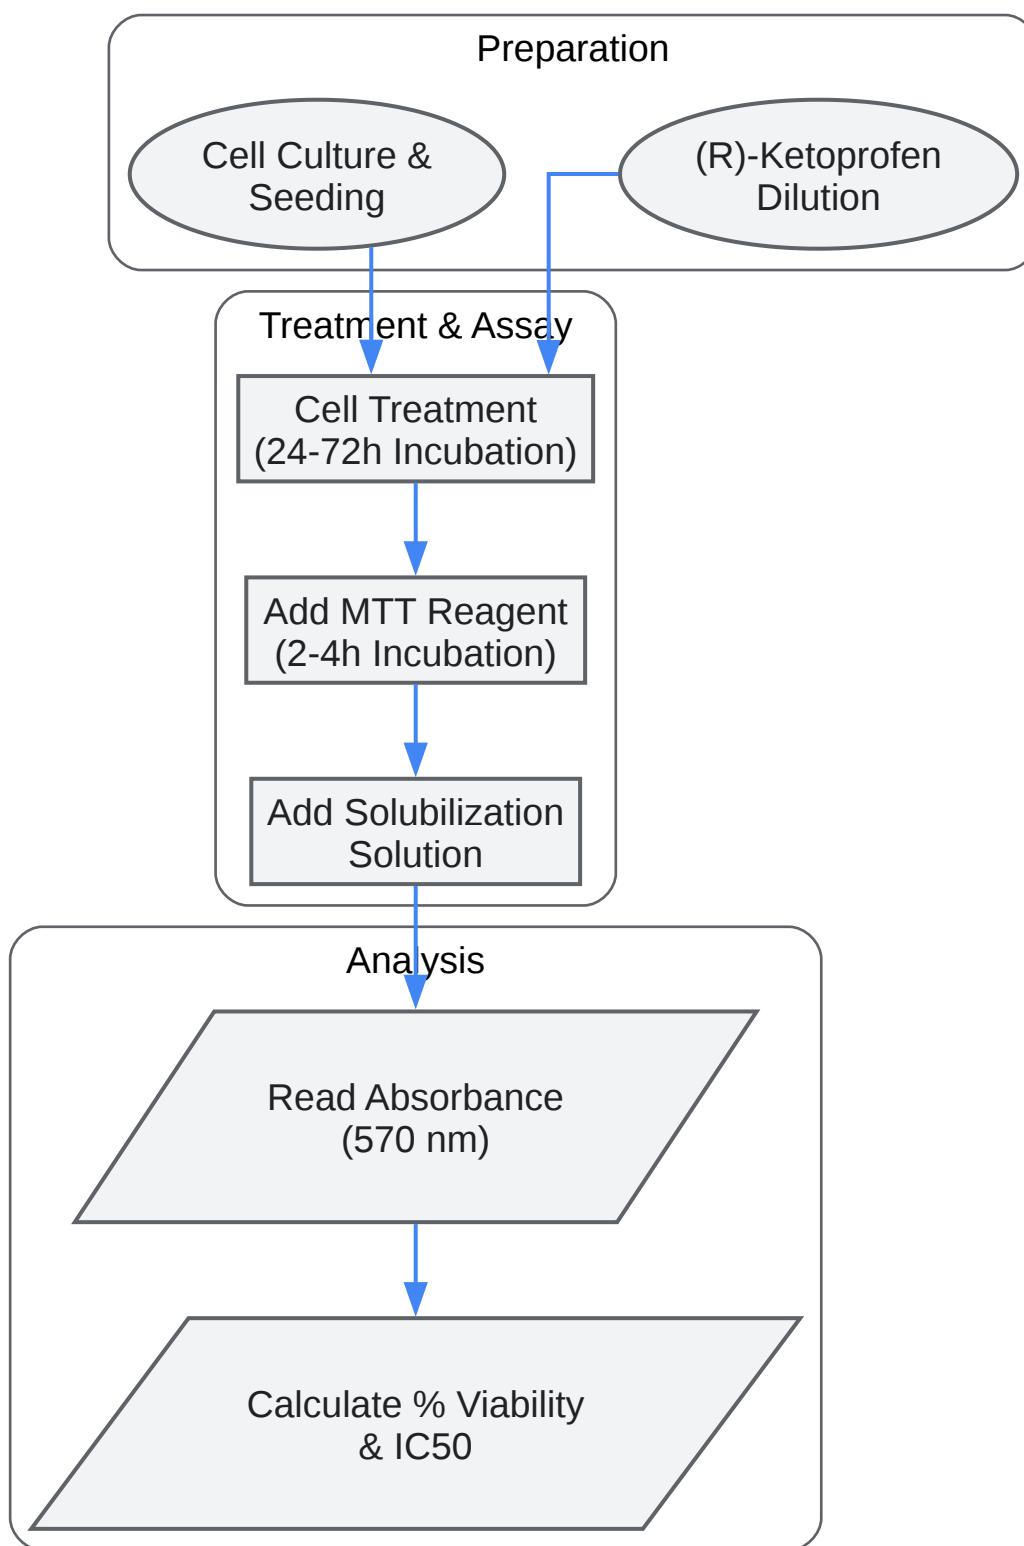 Preparation
Cell Culture &
Seeding
(R)-Ketoprofen
Dilution
Treatment & Assay
Cell Treatment
(24-72h Incubation)
Add MTT Reagent
(2-4h Incubation)
Add Solubilization
Solution
Analysis
Read Absorbance
(570 nm)
Calculate % Viability
& IC50